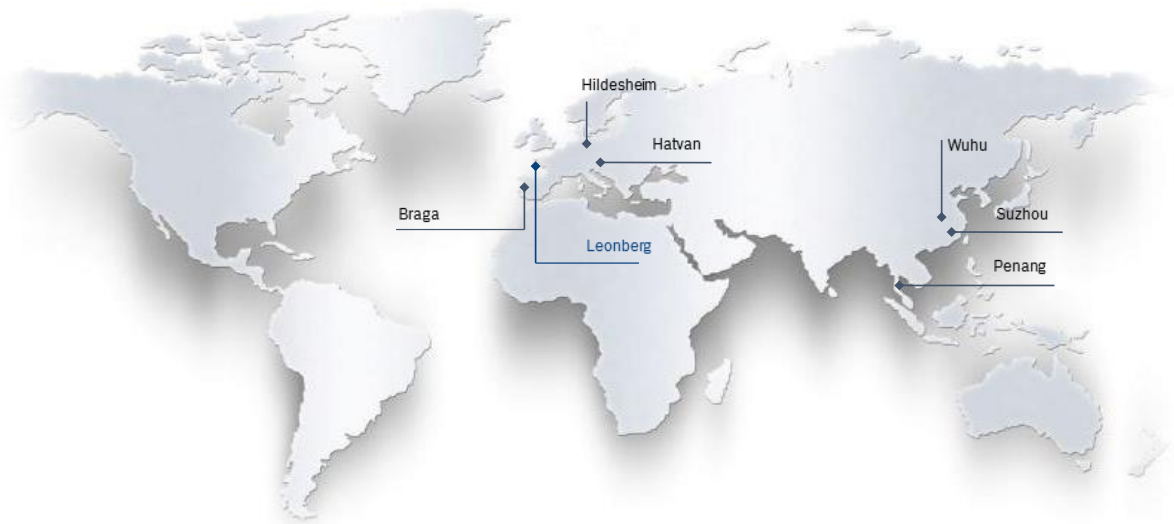 Hildesheim
Hatvan
Wuhu
Braga
Suzhou
Leonberg
Penang